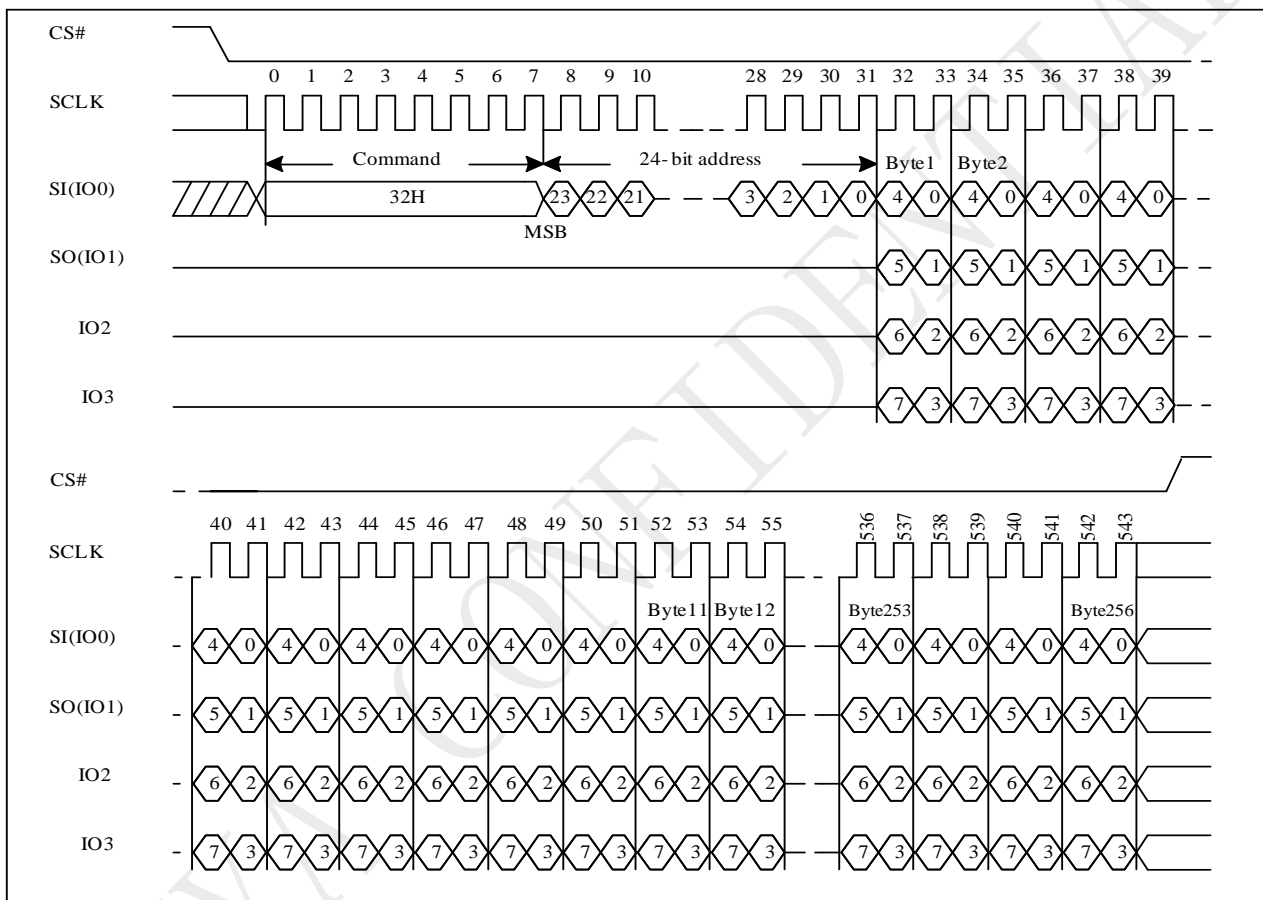 CS#
0 1 2 3 4 5 6 7 8 9 10 28 29 30 31 32 33 34 35 36 37 38 39
SCLK
Command 24-bit address Byte1 Byte2
SI(IO0) 32H 23 22 21 3 2 1 0 4 0 4 0 4 0 4 0
MSB
SO(IO1) 5 1 5 1 5 1 5 1
IO2 6 2 6 2 6 2 6 2
IO3 7 3 7 3 7 3 7 3
CS#
40 41 42 43 44 45 46 47 48 49 50 51 52 53 54 55 536 537 538 539 540 541 542 543
SCLK
Byte11 Byte12 Byte253 Byte256
SI(IO0) 4 0 4 0 4 0 4 0 4 0 4 0 4 0 4 0 4 0 4 0 4 0 4 0
SO(IO1) 5 1 5 1 5 1 5 1 5 1 5 1 5 1 5 1 5 1 5 1 5 1 5 1
IO2 6 2 6 2 6 2 6 2 6 2 6 2 6 2 6 2 6 2 6 2 6 2 6 2
IO3 7 3 7 3 7 3 7 3 7 3 7 3 7 3 7 3 7 3 7 3 7 3 7 3